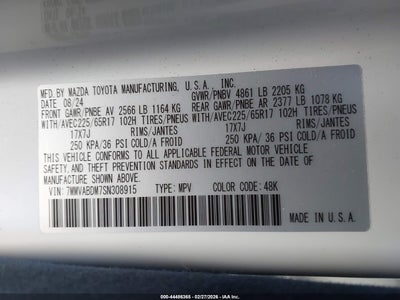 MFD. BY MAZDA TOYOTA MANUFACTURING, U.S.A., INC.
DATE 08/24 GVWR/PNBV 4861 LB 2205 KG
FRONT GAWR/PNBE AV 2566 LB 1164 KG REAR GAWR/PNBE AR 2377 LB 1078 KG
WITH/AVEC 225/65R17 102H TIRES/PNEUS WITH/AVEC 225/65R17 102H TIRES/PNEUS
17X7J RIMS/JANTES 17X7J RIMS/JANTES
250 KPA/36 PSI COLD/A FROID 250 KPA/36 PSI COLD/A FROID
THIS VEHICLE CONFORMS TO ALL APPLICABLE FEDERAL MOTOR VEHICLE
SAFETY, AND THEFT PREVENTION STANDARDS IN EFFECT ON THE DATE OF
MANUFACTURE SHOWN ABOVE.
VIN: 7MMVABDM7SN308915 TYPE: MPV COLOR CODE: 48K
000-44486365 02/27/2026 IAA, Inc.